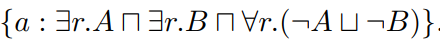 {a : ∃r.A ⊓ ∃r.B ⊓ ∀r.(¬A ⊔ ¬B)}.